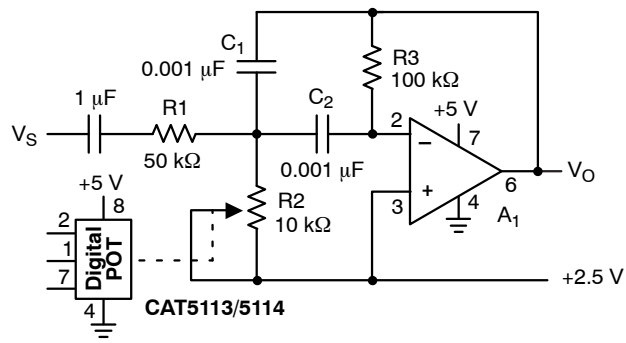 C1
0.001 μF
R3
100 kΩ
1 μF
R1
C2
+5 V
VS
2
7
50 kΩ
0.001 μF
–
+
6
VO
+5 V
8
R2
10 kΩ
3
4
A1
2
1
7
Digital
POT
4
+2.5 V
CAT5113/5114